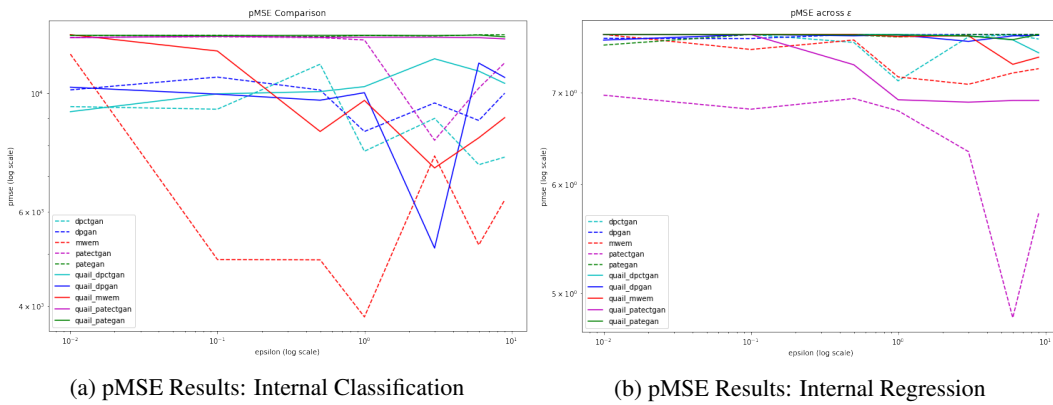 pMSE Comparison
10⁴
6 × 10³
4 × 10³
pmse (log scale)
dpctgan
dpgan
mwem
patectgan
pategan
quail_dpctgan
quail_dpgan
quail_mwem
quail_patectgan
quail_pategan
10⁻²
10⁻¹
10⁰
10¹
epsilon (log scale)
(a) pMSE Results: Internal Classification
pMSE across ε
7 × 10⁰
6 × 10⁰
5 × 10⁰
pmse (log scale)
dpctgan
dpgan
mwem
patectgan
pategan
quail_dpctgan
quail_dpgan
quail_mwem
quail_patectgan
quail_pategan
10⁻²
10⁻¹
10⁰
10¹
epsilon (log scale)
(b) pMSE Results: Internal Regression